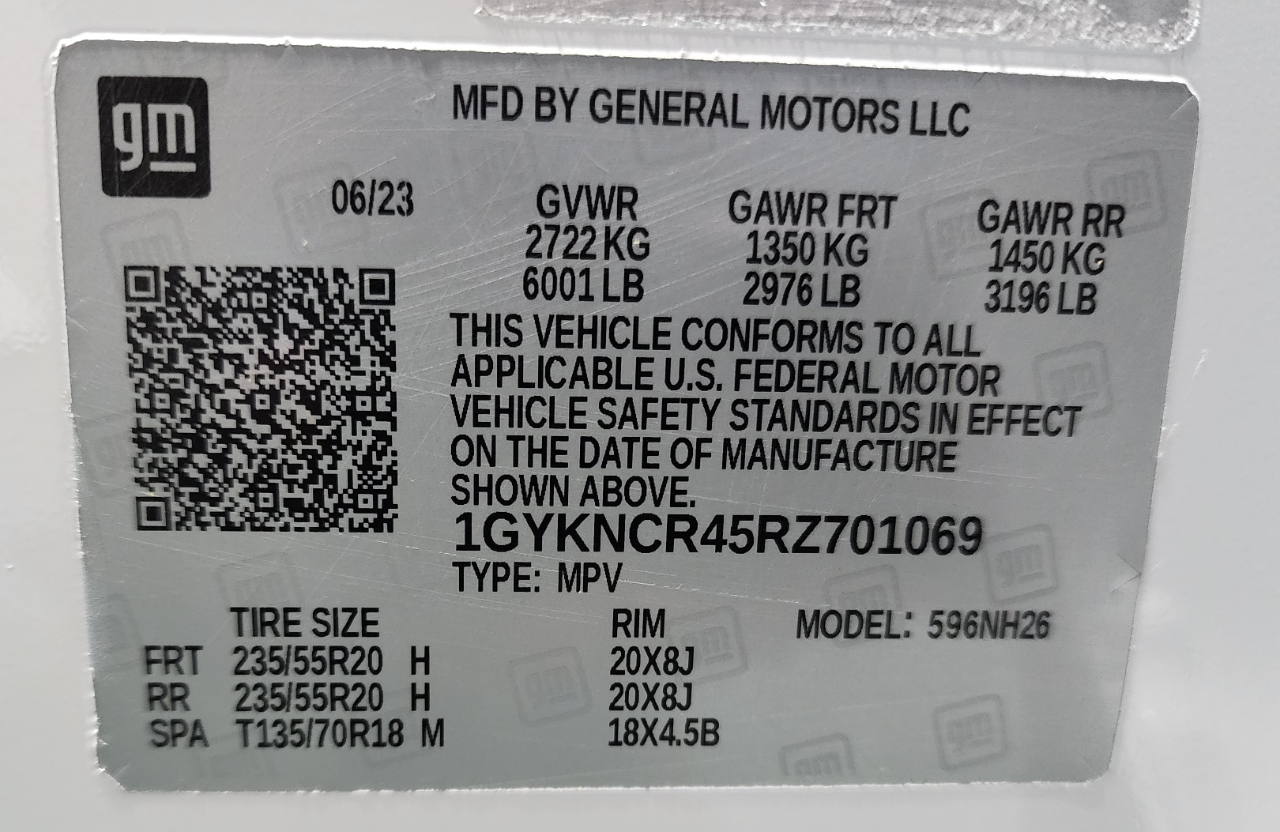 gm
MFD BY GENERAL MOTORS LLC
06/23 GVWR GAWR FRT GAWR RR
2722 KG 1350 KG 1450 KG
6001 LB 2976 LB 3196 LB
THIS VEHICLE CONFORMS TO ALL
APPLICABLE U.S. FEDERAL MOTOR
VEHICLE SAFETY STANDARDS IN EFFECT
ON THE DATE OF MANUFACTURE
SHOWN ABOVE.
1GYKNCR45RZ701069
TYPE: MPV
TIRE SIZE RIM MODEL: 596NH26
FRT 235/55R20 H 20X8J
RR 235/55R20 H 20X8J
SPA T135/70R18 M 18X4.5B